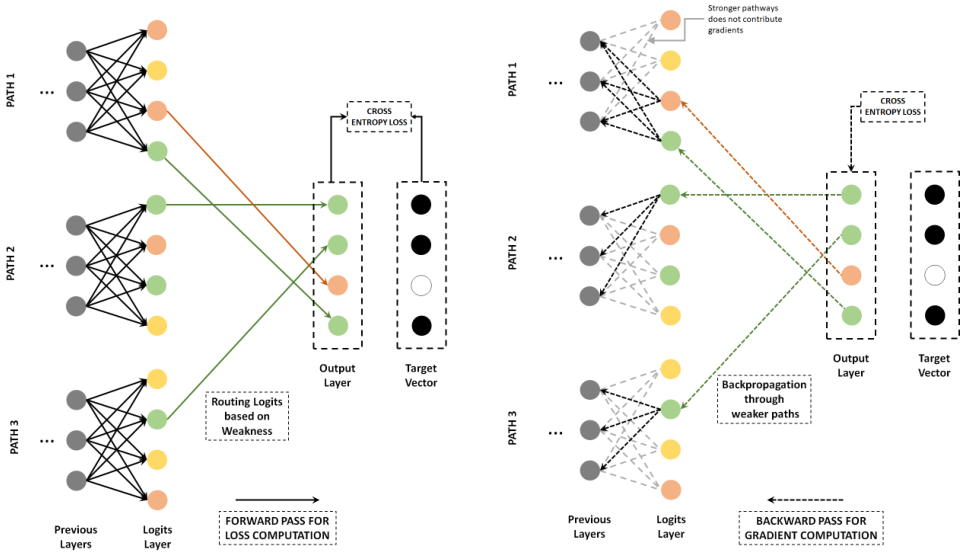 PATH 1
...
CROSS
ENTROPY LOSS
PATH 2
...
Output
Layer
Target
Vector
PATH 3
...
Routing Logits
based on
Weakness
Previous
Layers
Logits
Layer
FORWARD PASS FOR
LOSS COMPUTATION
Stronger pathways
does not contribute
gradients
PATH 1
...
CROSS
ENTROPY LOSS
PATH 2
...
Output
Layer
Target
Vector
PATH 3
...
Backpropagation
through
weaker paths
Previous
Layers
Logits
Layer
BACKWARD PASS FOR
GRADIENT COMPUTATION